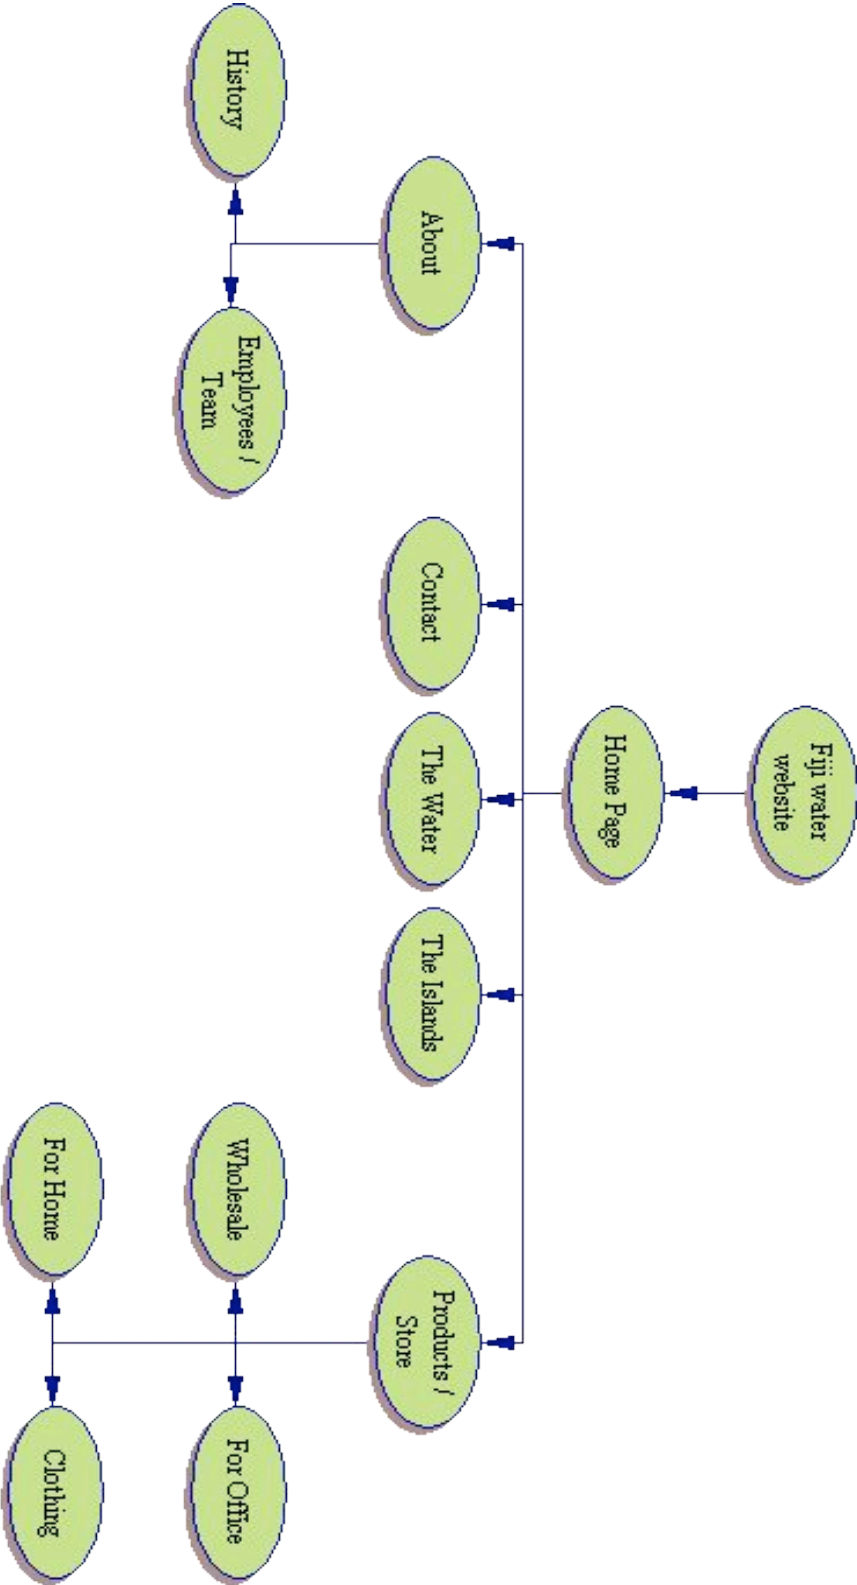 Fiji water
website
Home Page
About
Contact
The Water
The Islands
Products /
Store
History
Employees /
Team
Wholesale
For Office
For Home
Clothing